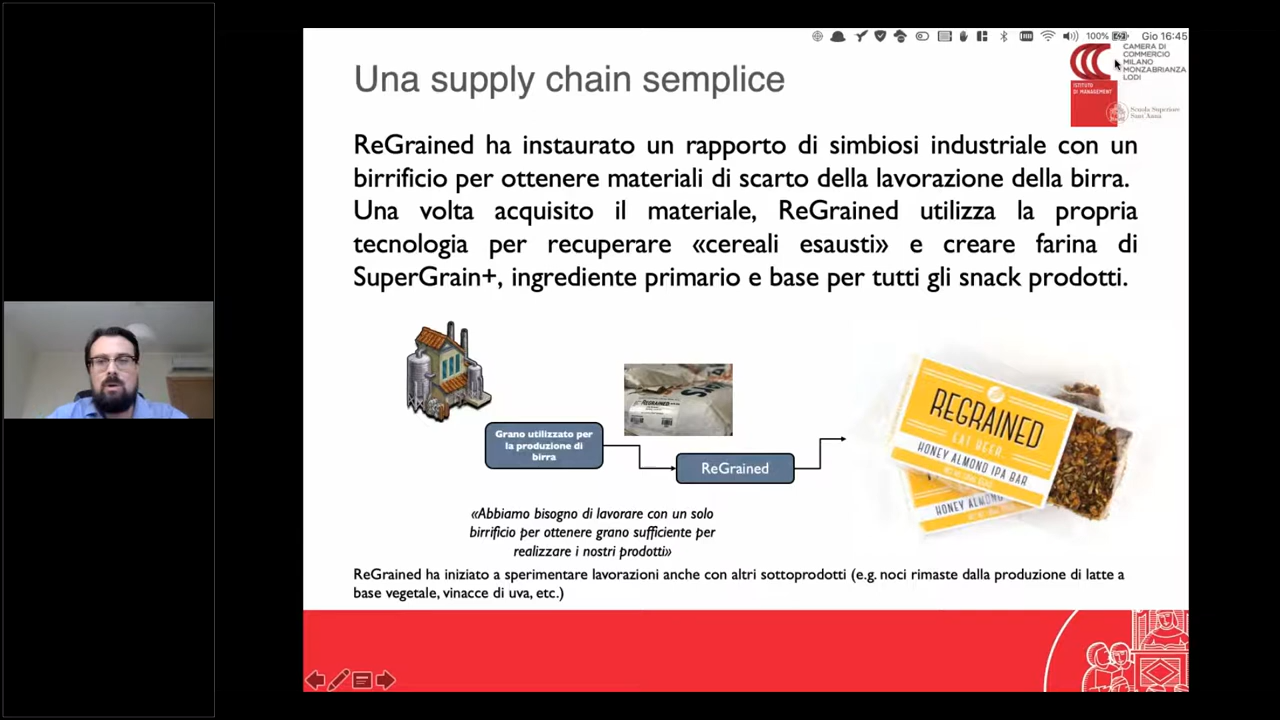 100% Gio 16:45
CAMERA DI
COMMERCIO
MILANO
MONZABRIANZA
LODI
ISTITUTO
DI MANAGEMENT
Scuola Superiore
Sant'Anna
Una supply chain semplice
ReGrained ha instaurato un rapporto di simbiosi industriale con un
birrificio per ottenere materiali di scarto della lavorazione della birra.
Una volta acquisito il materiale, ReGrained utilizza la propria
tecnologia per recuperare «cereali esausti» e creare farina di
SuperGrain+, ingrediente primario e base per tutti gli snack prodotti.
REGRAINED
REGRAINED
EAT BEER.
HONEY ALMOND IPA BAR
HONEY ALMOND
Grano utilizzato per
la produzione di
birra
ReGrained
«Abbiamo bisogno di lavorare con un solo
birrificio per ottenere grano sufficiente per
realizzare i nostri prodotti»
ReGrained ha iniziato a sperimentare lavorazioni anche con altri sottoprodotti (e.g. noci rimaste dalla produzione di latte a
base vegetale, vinacce di uva, etc.)